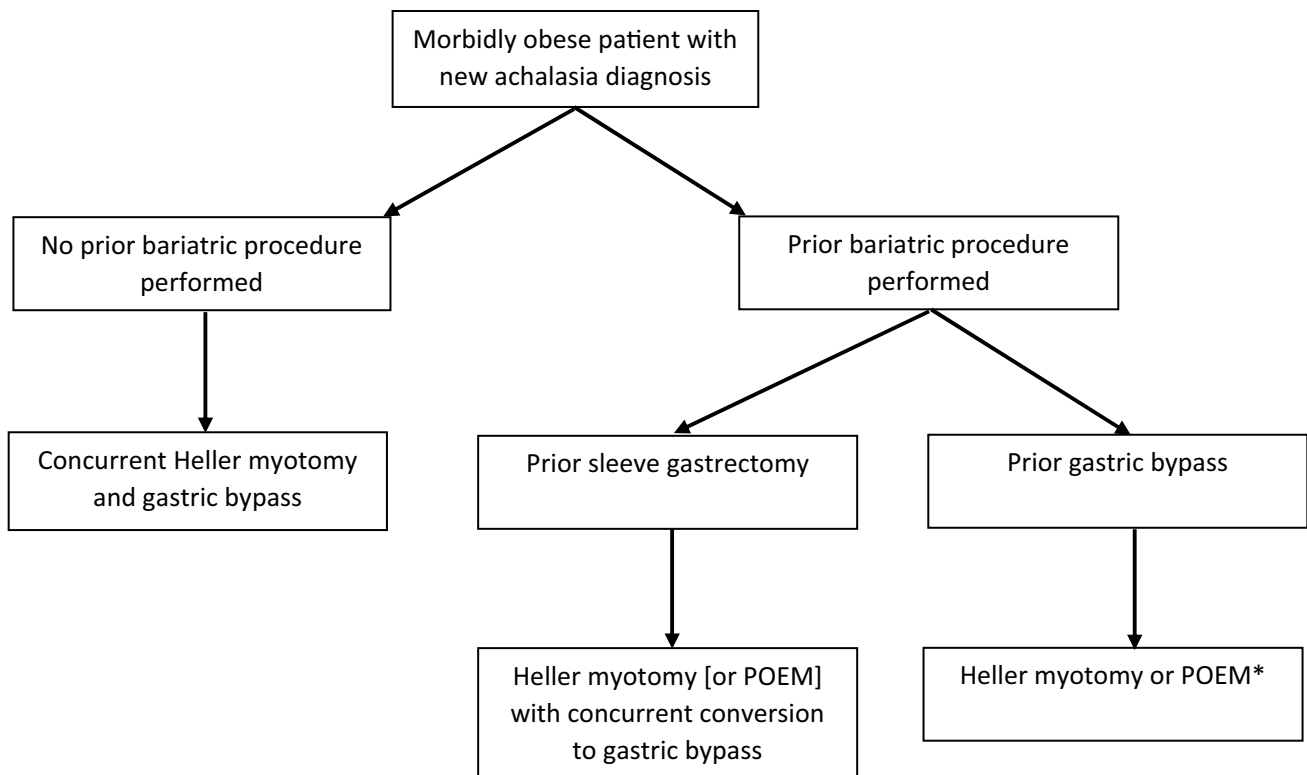 Morbidly obese patient with
new achalasia diagnosis
No prior bariatric procedure
performed
Prior bariatric procedure
performed
Concurrent Heller myotomy
and gastric bypass
Prior sleeve gastrectomy
Prior gastric bypass
Heller myotomy [or POEM]
with concurrent conversion
to gastric bypass
Heller myotomy or POEM*